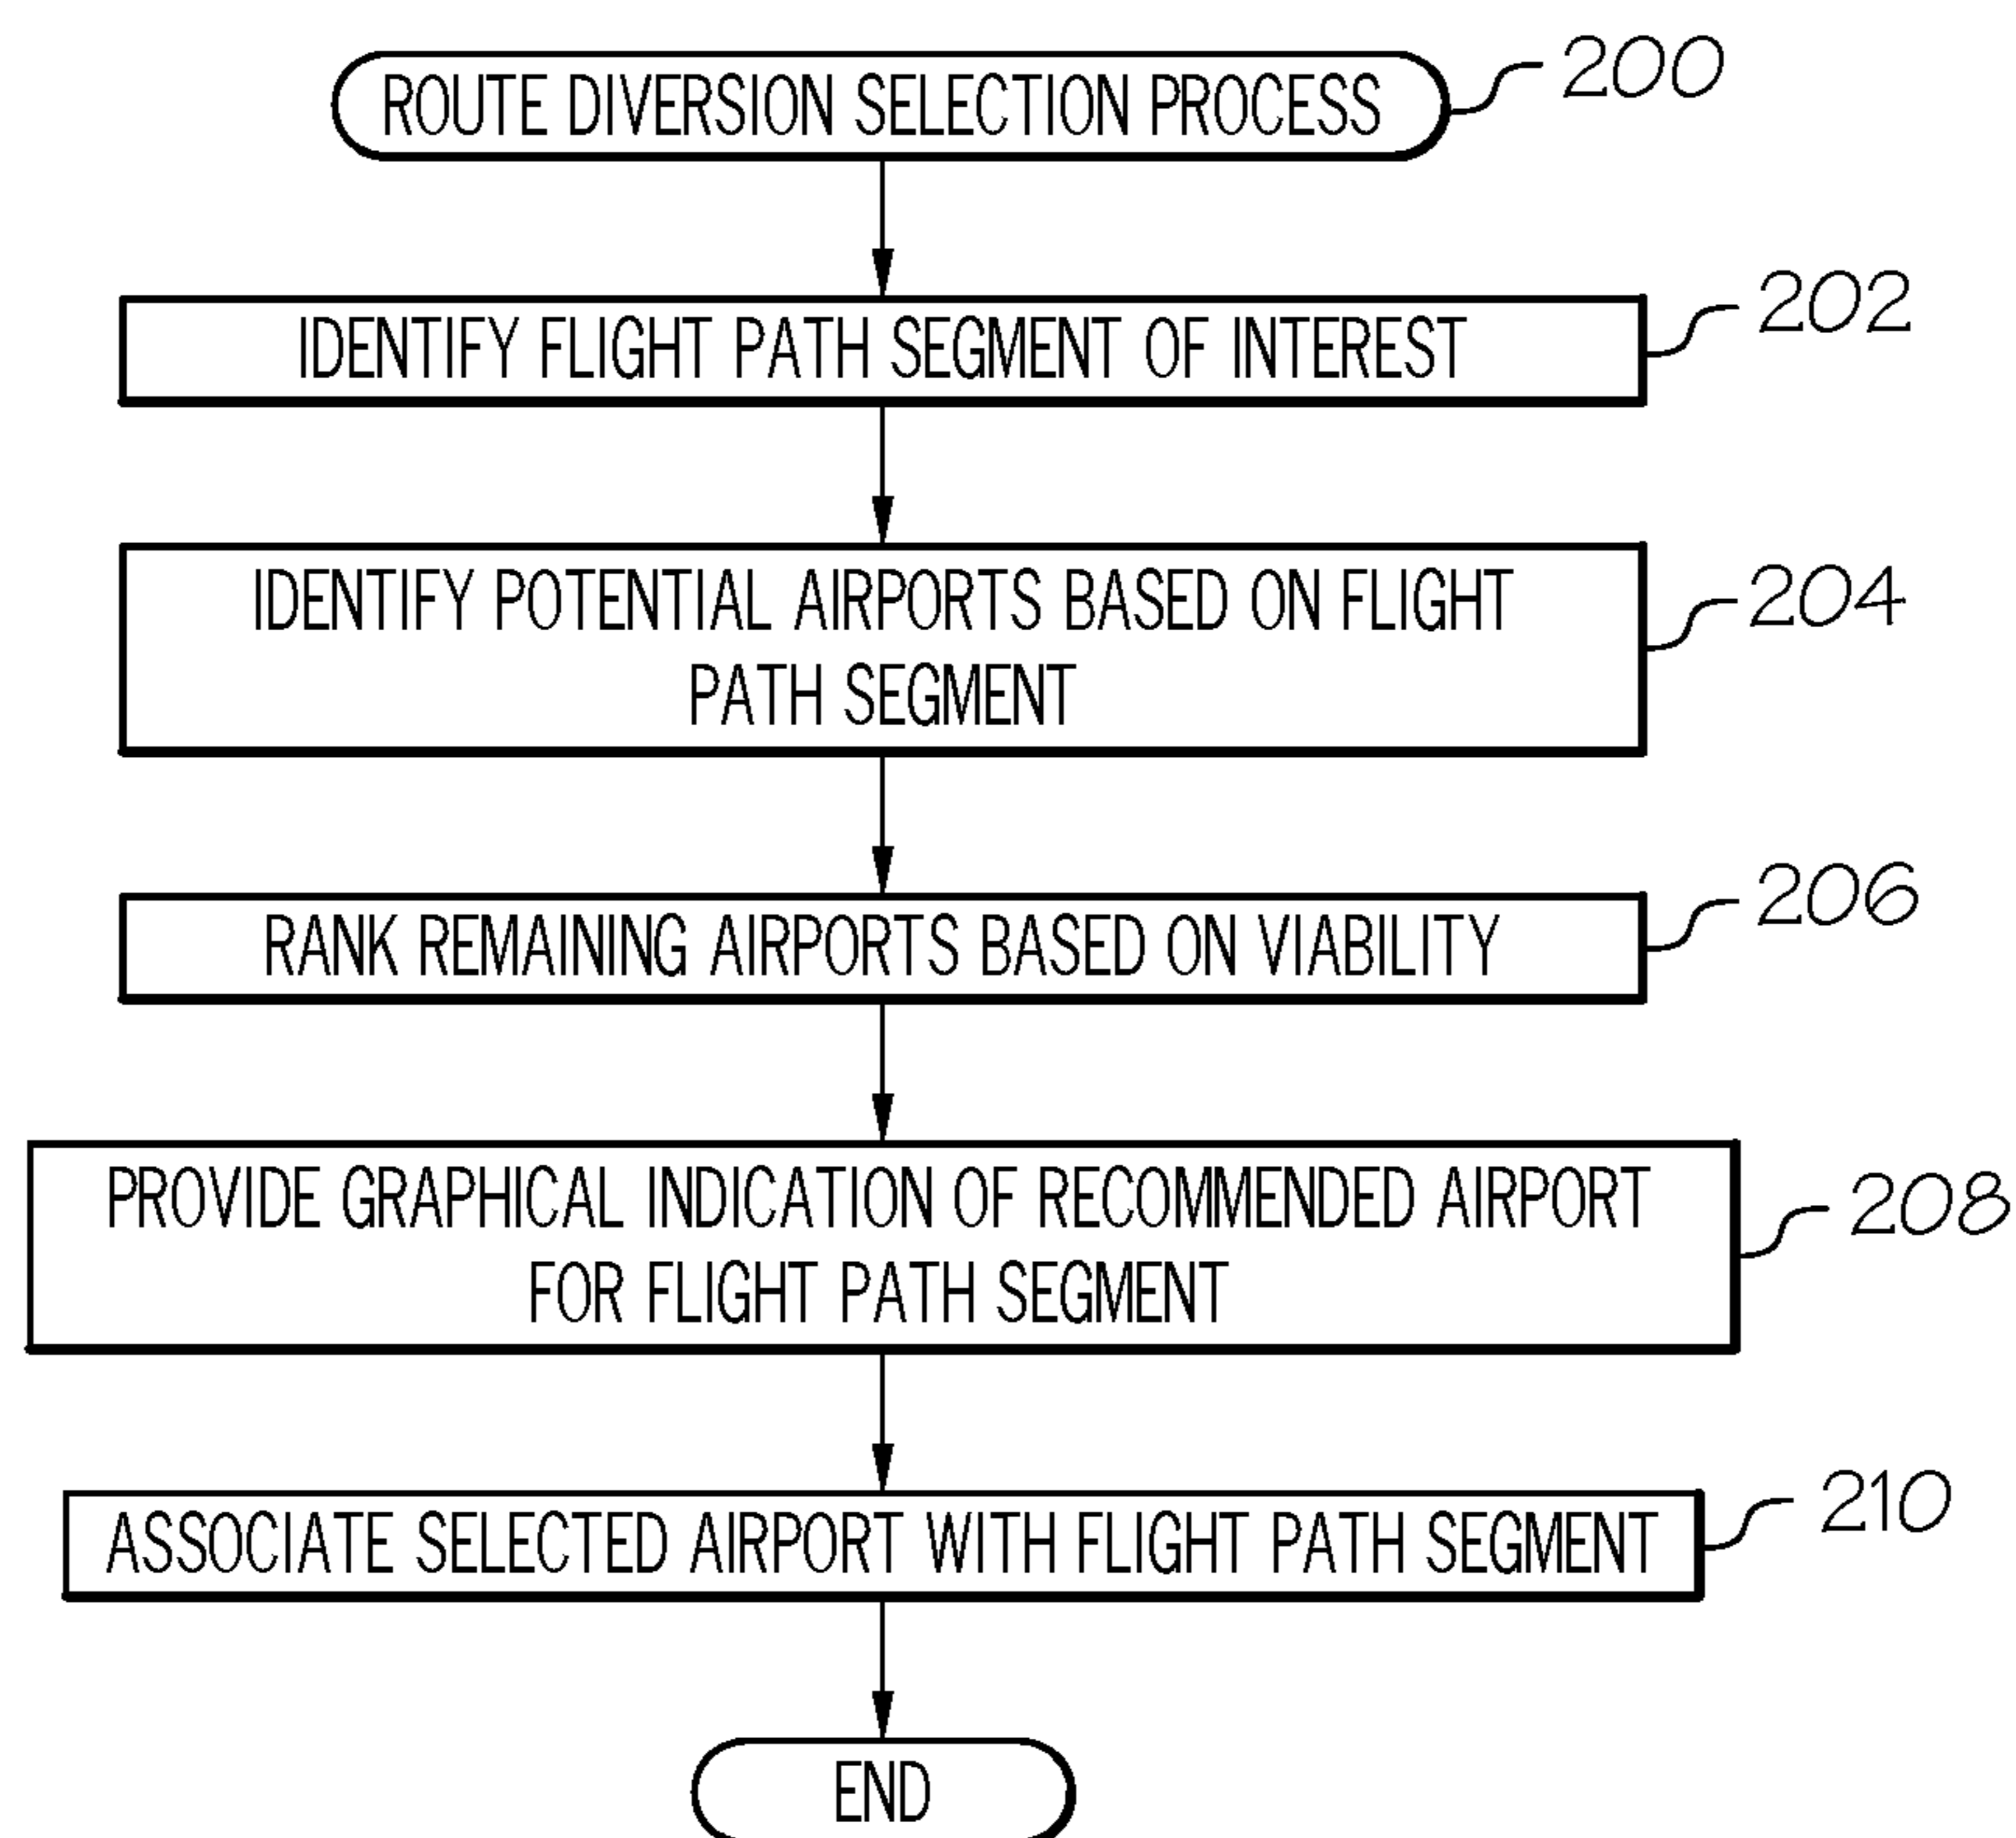 ROUTE DIVERSION SELECTION PROCESS
200
IDENTIFY FLIGHT PATH SEGMENT OF INTEREST
202
IDENTIFY POTENTIAL AIRPORTS BASED ON FLIGHT
PATH SEGMENT
204
RANK REMAINING AIRPORTS BASED ON VIABILITY
206
PROVIDE GRAPHICAL INDICATION OF RECOMMENDED AIRPORT
FOR FLIGHT PATH SEGMENT
208
ASSOCIATE SELECTED AIRPORT WITH FLIGHT PATH SEGMENT
210
END